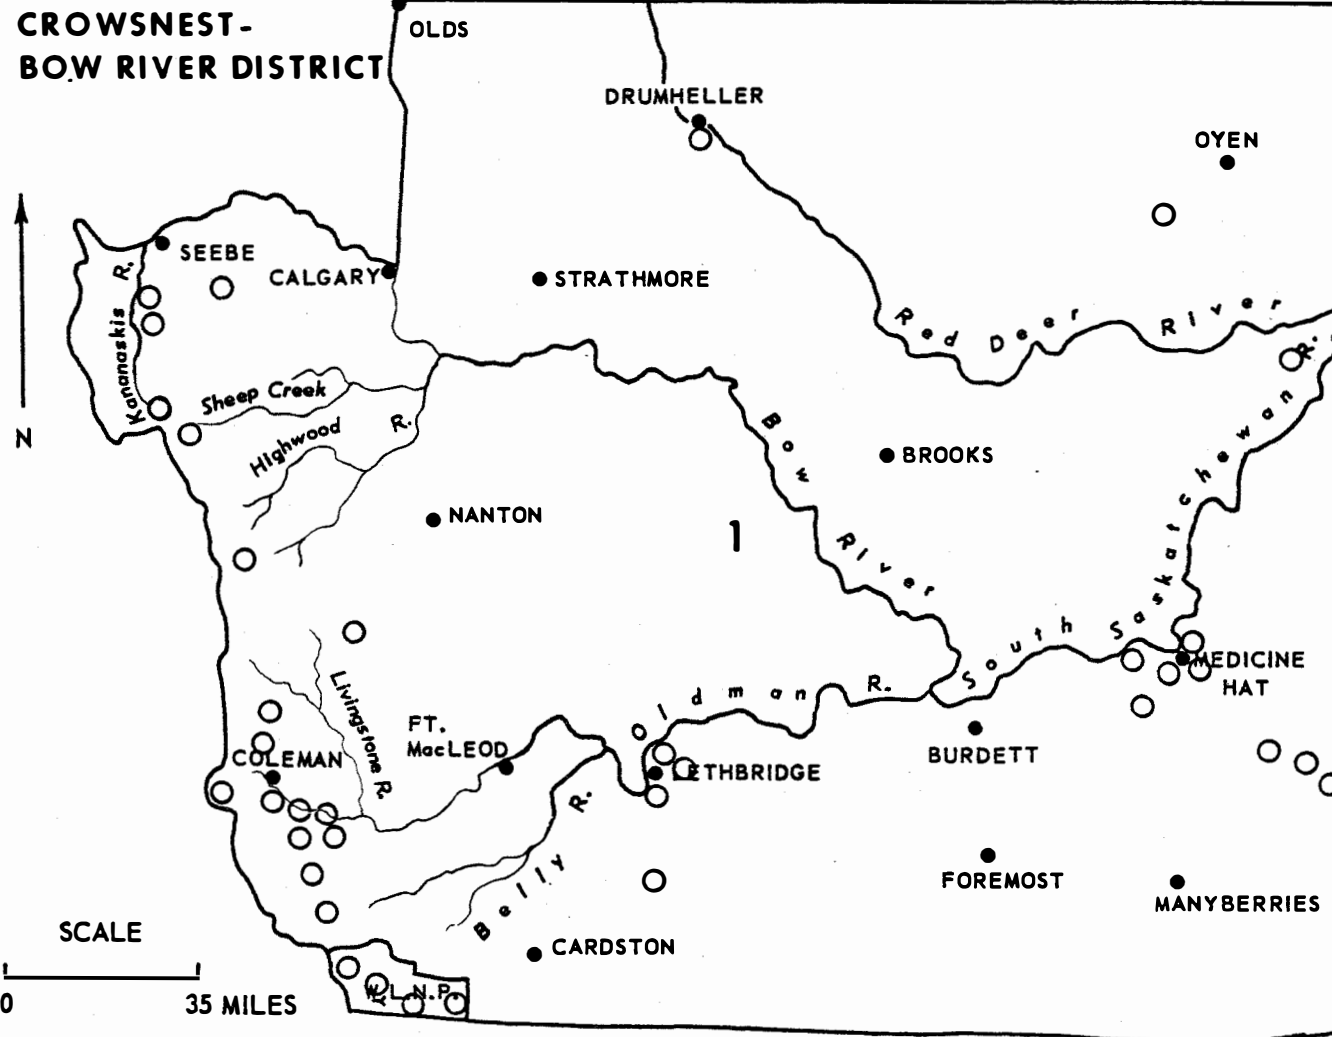 CROWSNEST-
BOW RIVER DISTRICT
OLDS
DRUMHELLER
OYEN
SEEBE
CALGARY
STRATHMORE
Kananaskis R.
Red Deer River
Sheep Creek
Highwood R.
Bow River
BROOKS
South Saskatchewan R.
N
NANTON
1
Livingstone R.
Oldman R.
MEDICINE
HAT
FT.
MacLEOD
COLEMAN
LETHBRIDGE
BURDETT
Belly R.
FOREMOST
MANYBERRIES
CARDSTON
SCALE
0 35 MILES
W.L.N.P.